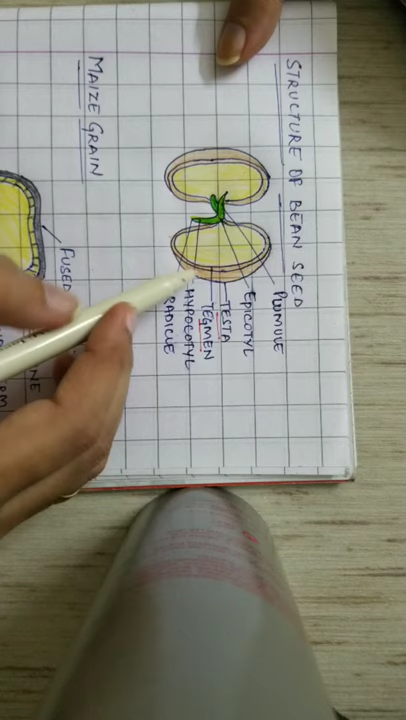 STRUCTURE OF BEAN SEED
PLUMULE
EPICOTYL
TESTA
TEGMEN
HYPOCOTYL
RADICLE
MAIZE GRAIN
FUSED